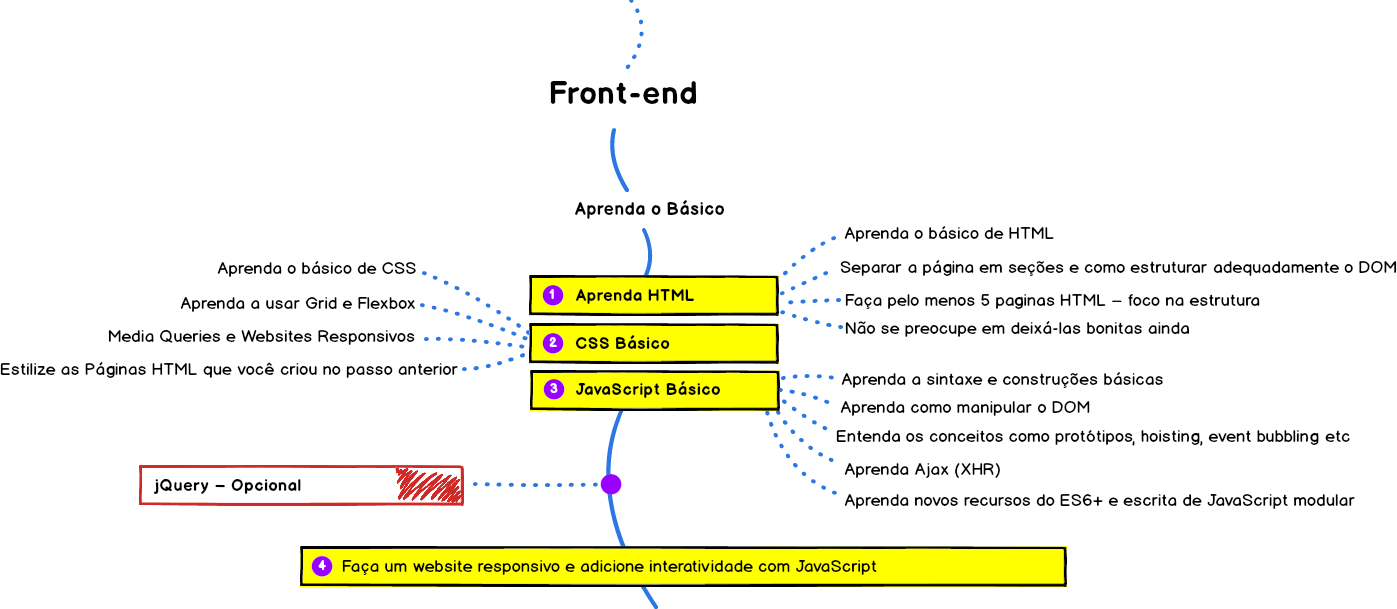 Front-end
Aprenda o Básico
1 Aprenda HTML
Aprenda o básico de HTML
Separar a página em seções e como estruturar adequadamente o DOM
Faça pelo menos 5 paginas HTML – foco na estrutura
Não se preocupe em deixá-las bonitas ainda
2 CSS Básico
Aprenda o básico de CSS
Aprenda a usar Grid e Flexbox
Media Queries e Websites Responsivos
Estilize as Páginas HTML que você criou no passo anterior
3 JavaScript Básico
Aprenda a sintaxe e construções básicas
Aprenda como manipular o DOM
Entenda os conceitos como protótipos, hoisting, event bubbling etc
Aprenda Ajax (XHR)
Aprenda novos recursos do ES6+ e escrita de JavaScript modular
jQuery – Opcional
4 Faça um website responsivo e adicione interatividade com JavaScript